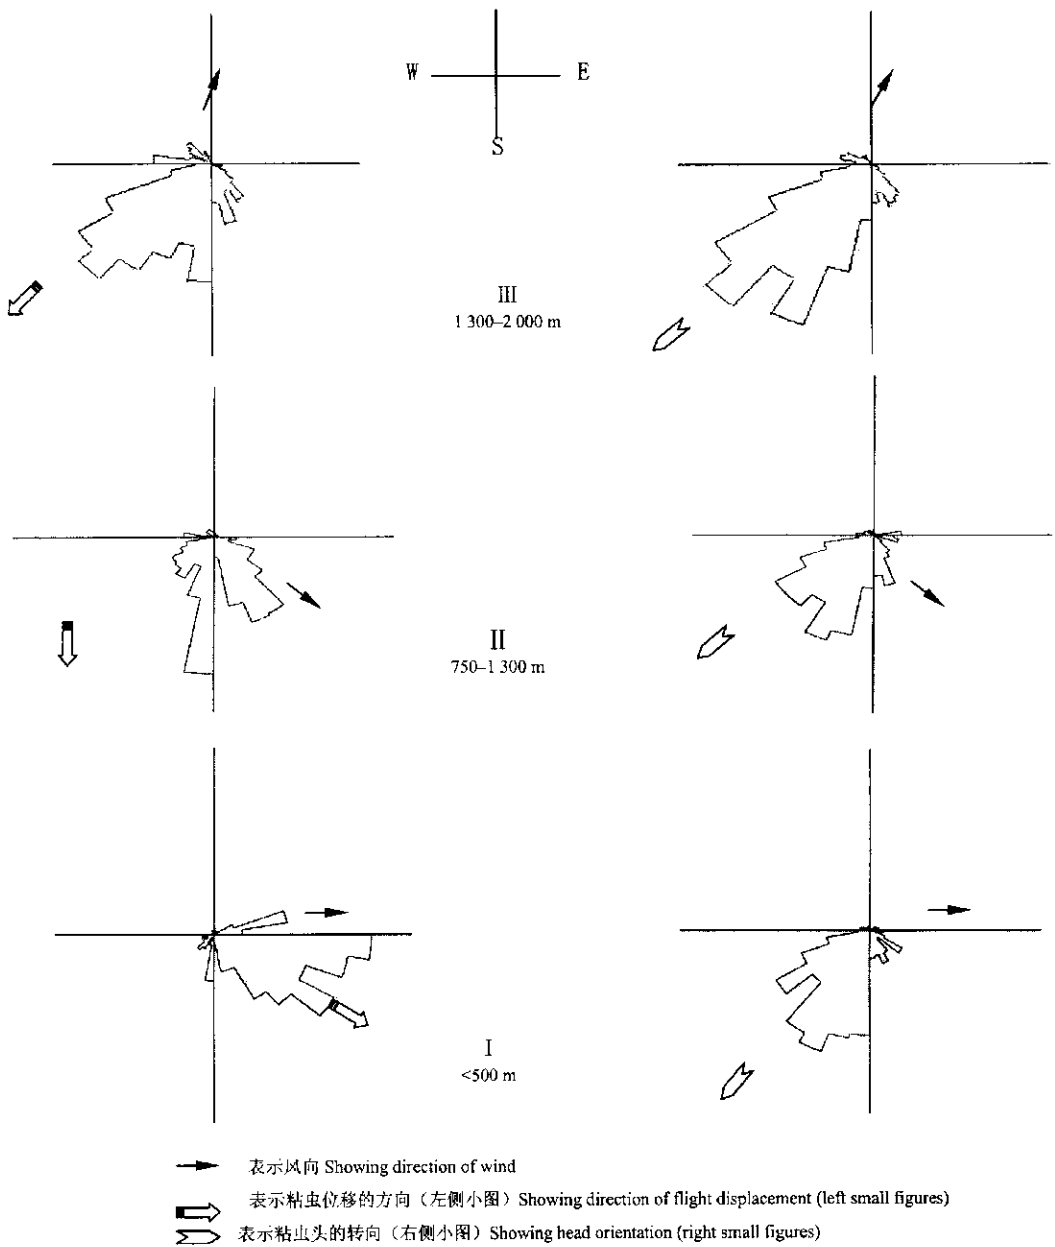 W E
S
III
1 300–2 000 m
II
750–1 300 m
I
<500 m
表示风向 Showing direction of wind
表示粘虫位移的方向（左侧小图）Showing direction of flight displacement (left small figures)
表示粘虫头的转向（右侧小图）Showing head orientation (right small figures)